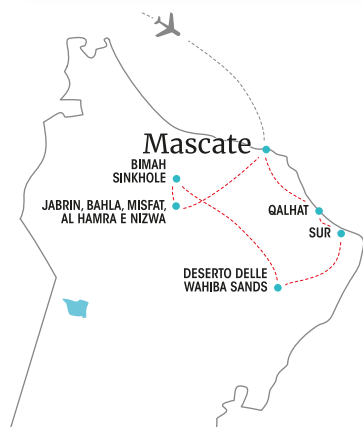 Mascate
BIMAH
SINKHOLE
JABRIN, BAHLA, MISFAT,
AL HAMRA E NIZWA
QALHAT
SUR
DESERTO DELLE
WAHIBA SANDS